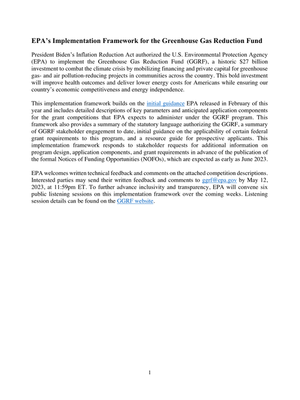 EPA's Implementation Framework for the Greenhouse Gas Reduction Fund
President Biden's Inflation Reduction Act authorized the U.S. Environmental Protection Agency
(EPA) to implement the Greenhouse Gas Reduction Fund (GGRF), a historic $27 billion
investment to combat the climate crisis by mobilizing financing and private capital for greenhouse
gas- and air pollution-reducing projects in communities across the country. This bold investment
will improve health outcomes and deliver lower energy costs for Americans while ensuring our
country's economic competitiveness and energy independence.
This implementation framework builds on the initial guidance EPA released in February of this
year and includes detailed descriptions of key parameters and anticipated application components
for the grant competitions that EPA expects to administer under the GGRF program. This
framework also provides a summary of the statutory language authorizing the GGRF, a summary
of GGRF stakeholder engagement to date, initial guidance on the applicability of certain federal
grant requirements to this program, and a resource guide for prospective applicants. This
implementation framework responds to stakeholder requests for additional information on
program design, application components, and grant requirements in advance of the publication of
the formal Notices of Funding Opportunities (NOFOs), which are expected as early as June 2023.
EPA welcomes written technical feedback and comments on the attached competition descriptions.
Interested parties may send their written feedback and comments to ggrf@epa.gov by May 12,
2023, at 11:59pm ET. To further advance inclusivity and transparency, EPA will convene six
public listening sessions on this implementation framework over the coming weeks. Listening
session details can be found on the GGRF website.
1